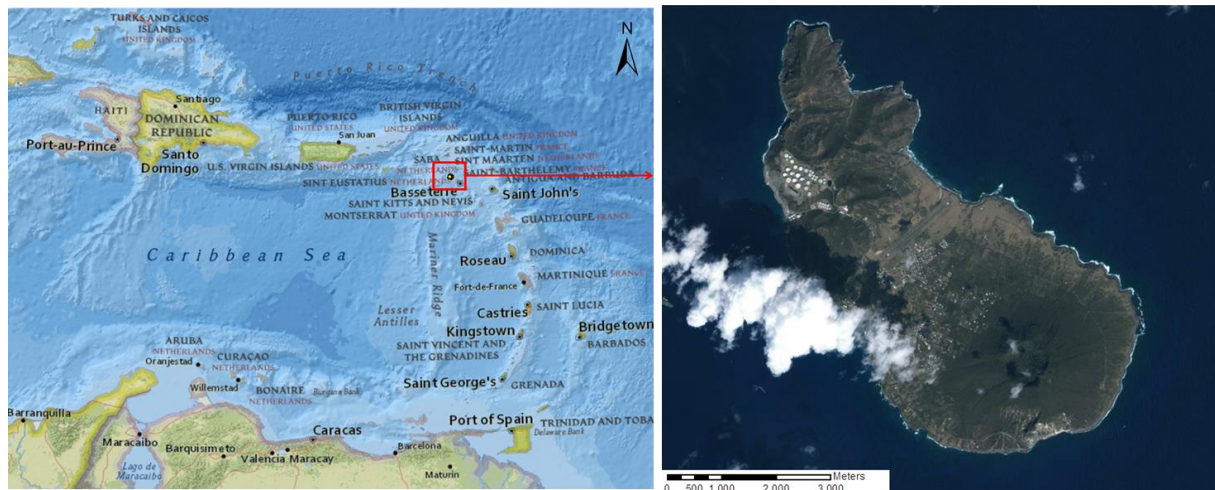 TURKS AND CAICOS
ISLANDS
UNITED KINGDOM
N
Puerto Rico Trench
HAITI
Santiago
DOMINICAN
REPUBLIC
Port-au-Prince
Santo
Domingo
PUERTO RICO
UNITED STATES
San Juan
BRITISH VIRGIN
ISLANDS
UNITED KINGDOM
U.S. VIRGIN ISLANDS UNITED STATES
ANGUILLA UNITED KINGDOM
SAINT-MARTIN FRANCE
SABA
NETHERLANDS
SINT MAARTEN NETHERLANDS
SAINT-BARTHELEMY FRANCE
SINT EUSTATIUS NETHERLANDS
ANTIGUA AND BARBUDA
Basseterre
Saint John's
SAINT KITTS AND NEVIS
MONTSERRAT UNITED KINGDOM
GUADELOUPE FRANCE
Caribbean Sea
Mariner Ridge
DOMINICA
Roseau
MARTINIQUE FRANCE
Fort-de-France
Lesser
Antilles
Castries
SAINT LUCIA
Kingstown
SAINT VINCENT AND
THE GRENADINES
Bridgetown
BARBADOS
ARUBA
NETHERLANDS
Oranjestad
CURAÇAO
NETHERLANDS
Willemstad
BONAIRE
NETHERLANDS
Saint George's
GRENADA
Barranquilla
Maracaibo
Lago de
Maracaibo
Barquisimeto
Valencia
Maracay
Caracas
Barcelona
Maturín
Port of Spain
TRINIDAD AND TOBA
Delaware Bank
Meters
0 500 1,000 2,000 3,000